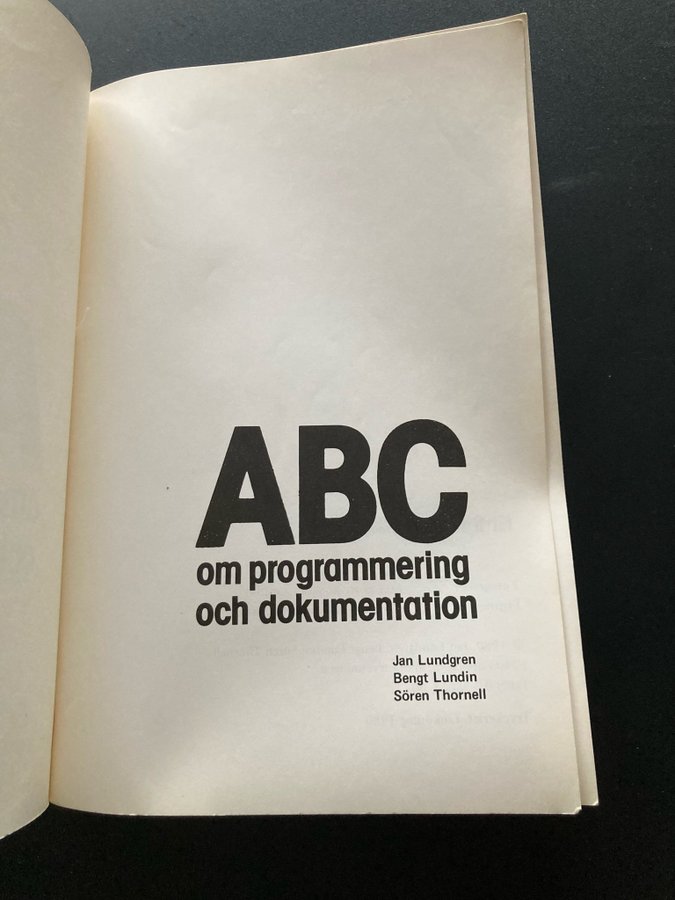 ABC
om programmering
och dokumentation
Jan Lundgren
Bengt Lundin
Sören Thornell